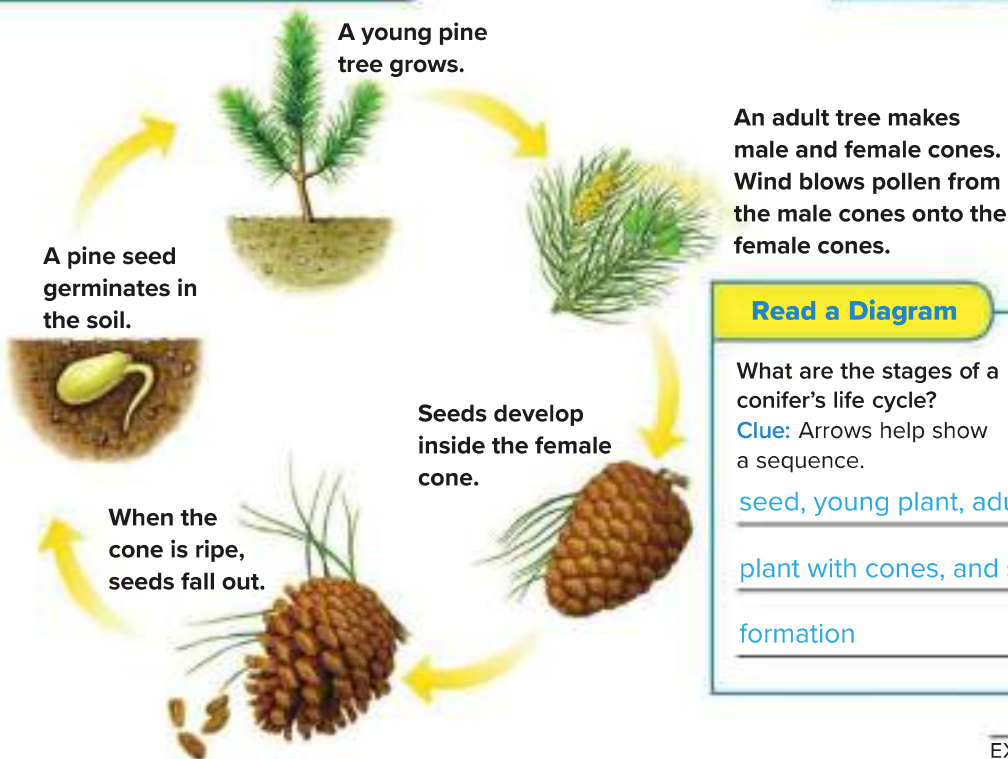 A young pine
tree grows.
An adult tree makes
male and female cones.
Wind blows pollen from
the male cones onto the
female cones.
A pine seed
germinates in
the soil.
Seeds develop
inside the female
cone.
When the
cone is ripe,
seeds fall out.
Read a Diagram
What are the stages of a
conifer's life cycle?
Clue: Arrows help show
a sequence.
seed, young plant,
plant with cones, and
formation